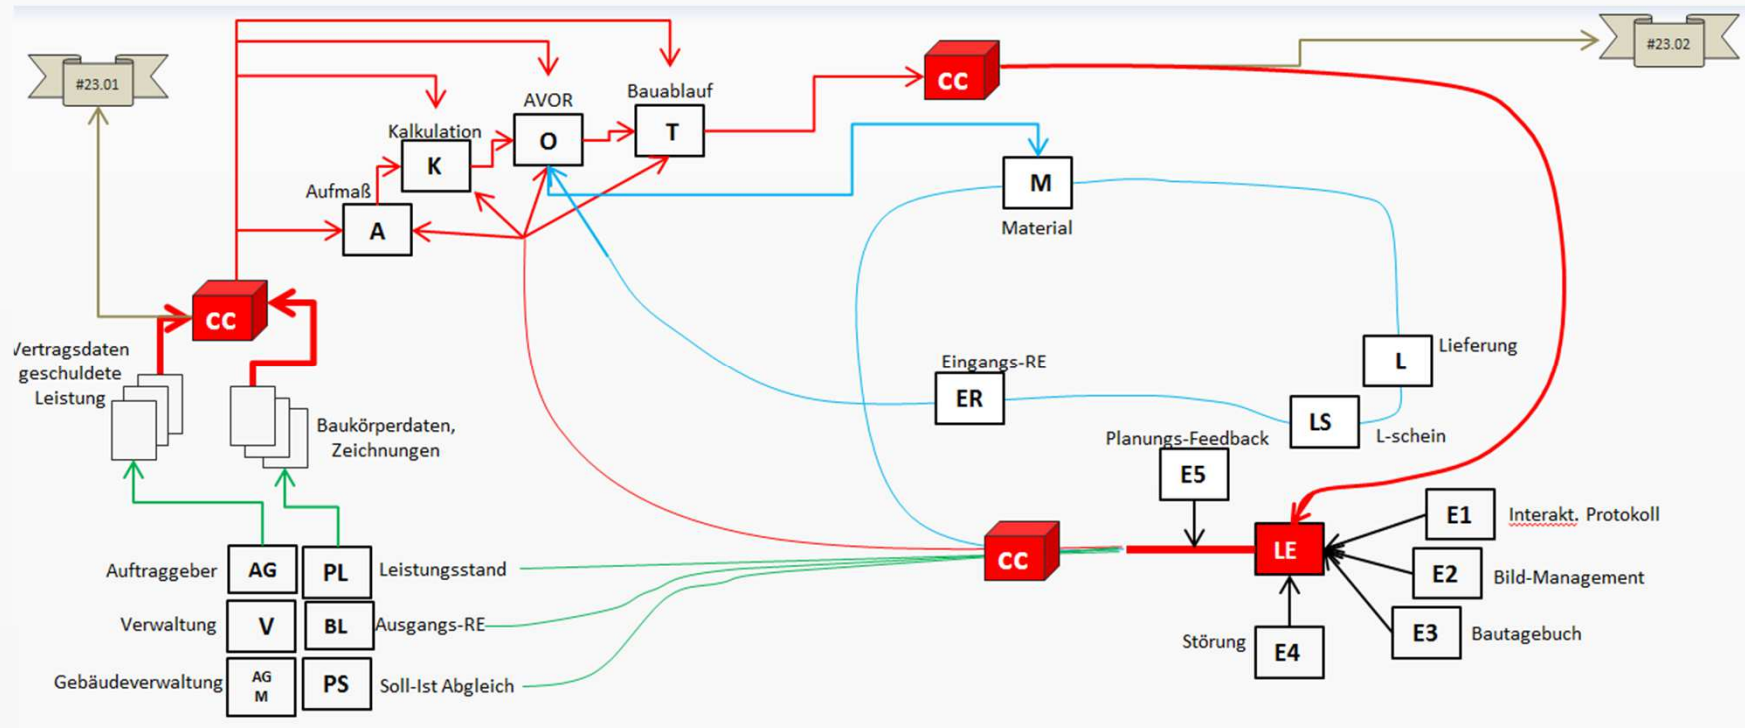 #23.01
#23.02
CC
Bauablauf
AVOR
T
Kalkulation
O
K
Aufmaß
A
M
Material
CC
Vertragsdaten
geschuldete
Leistung
Baukörperdaten,
Zeichnungen
Eingangs-RE
ER
L
Lieferung
LS
L-schein
Planungs-Feedback
E5
E1
Interakt. Protokoll
LE
CC
E2
Bild-Management
E3
Bautagebuch
Störung
E4
Auftraggeber
AG
PL
Leistungsstand
Verwaltung
V
BL
Ausgangs-RE
Gebäudeverwaltung
AG
M
PS
Soll-Ist Abgleich